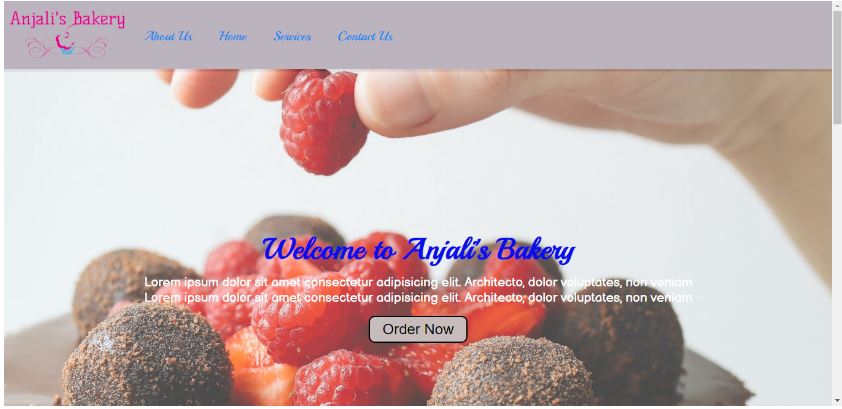 Anjali's Bakery
About Us Home Services Contact Us
Welcome to Anjali's Bakery
Lorem ipsum dolor sit amet consectetur adipisicing elit. Architecto, dolor voluptates, non veniam
Lorem ipsum dolor sit amet consectetur adipisicing elit. Architecto, dolor voluptates, non veniam
Order Now